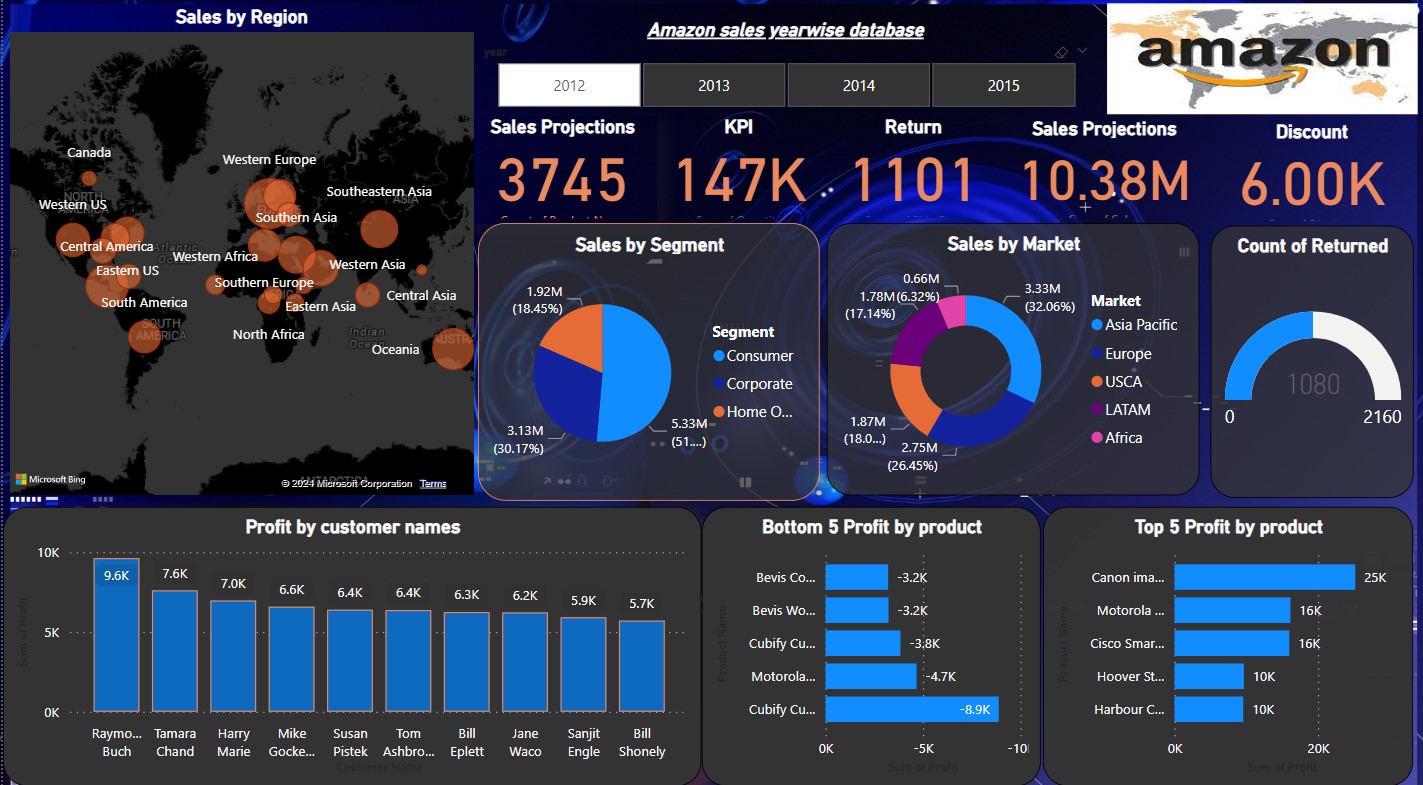 Sales by Region
Amazon sales yearwise database
year
2012
2013
2014
2015
amazon
Sales Projections
3745
KPI
147K
Return
1101
Sales Projections
10.38M
Discount
6.00K
Canada
NORTH
AMERICA
Western US
Central America
Eastern US
South America
SOUTH
AMERICA
Atlantic
Western Europe
Southeastern Asia
ASIA
Southern Asia
Western Africa
Western Asia
Southern Europe
Eastern Asia
Central Asia
North Africa
Indian
Oceania
Microsoft Bing
© 2024 Microsoft Corporation Terms
Sales by Segment
1.92M
(18.45%)
3.13M
(30.17%)
5.33M
(51....)
Segment
Consumer
Corporate
Home O...
Sales by Market
0.66M
(6.32%)
1.78M
(17.14%)
3.33M
(32.06%)
1.87M
(18.0...)
2.75M
(26.45%)
Market
Asia Pacific
Europe
USCA
LATAM
Africa
Count of Returned
1080
0
2160
Profit by customer names
Sum of Profit
10K
5K
0K
9.6K
7.6K
7.0K
6.6K
6.4K
6.4K
6.3K
6.2K
5.9K
5.7K
Raymo... Buch
Tamara Chand
Harry Marie
Mike Gocke...
Susan Pistek
Tom Ashbro...
Bill Eplett
Jane Waco
Sanjit Engle
Bill Shonely
Customer Name
Bottom 5 Profit by product
Product Name
Bevis Co... -3.2K
Bevis Wo... -3.2K
Cubify Cu... -3.8K
Motorola... -4.7K
Cubify Cu... -8.9K
0K -5K -10
Sum of Profit
Top 5 Profit by product
Product Name
Canon ima... 25K
Motorola ... 16K
Cisco Smar... 16K
Hoover St... 10K
Harbour C... 10K
0K 20K
Sum of Profit